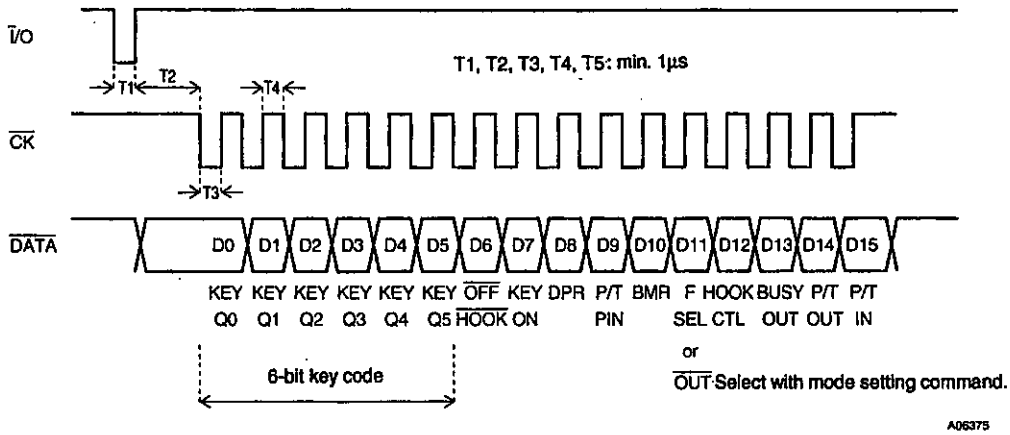 I/O
T1, T2, T3, T4, T5: min. 1μs
T1 T2 T4
CK
T3
DATA
D0 D1 D2 D3 D4 D5 D6 D7 D8 D9 D10 D11 D12 D13 D14 D15
KEY KEY KEY KEY KEY KEY OFF KEY DPR P/T BMR F HOOK BUSY P/T P/T
Q0 Q1 Q2 Q3 Q4 Q5 HOOK ON PIN SEL CTL OUT OUT IN
or
6-bit key code
OUT Select with mode setting command.
A06375